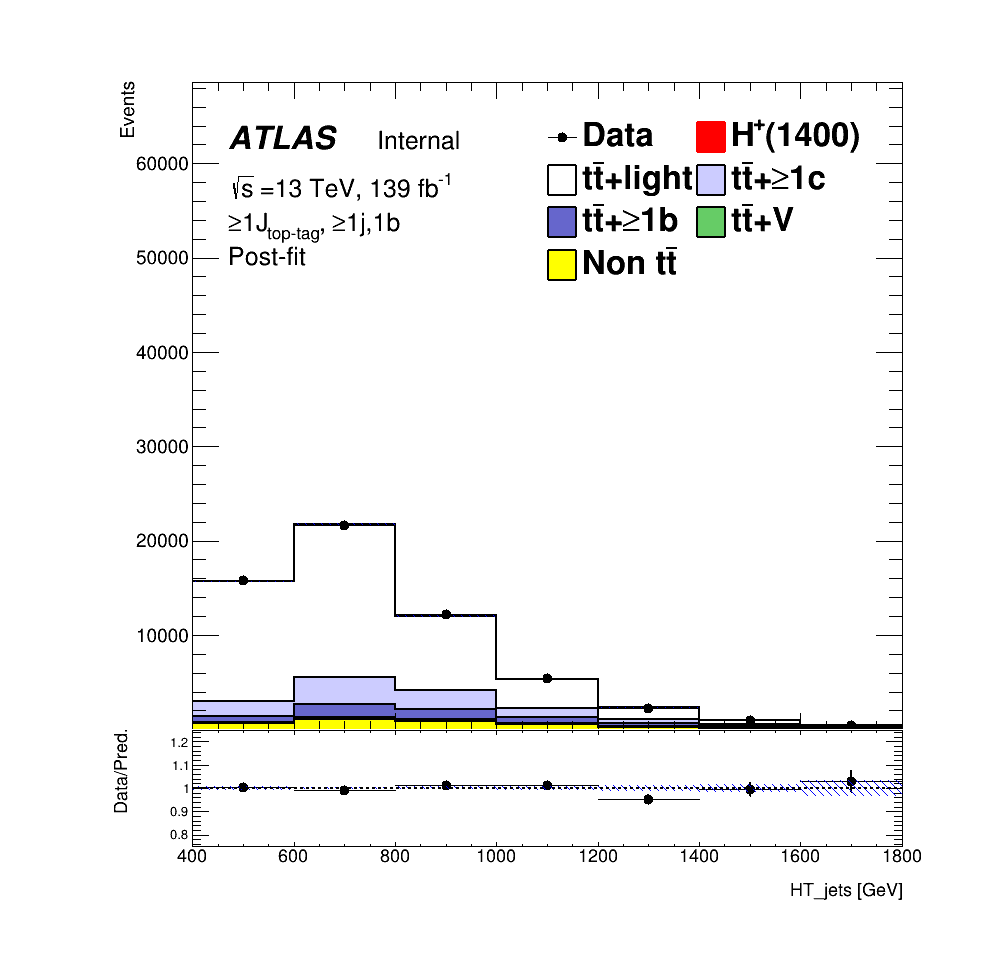 Events
60000
50000
40000
30000
20000
10000
ATLAS Internal
√s =13 TeV, 139 fb⁻¹
≥1J_top-tag, ≥1j,1b
Post-fit
Data H⁺(1400)
tt̄+light tt̄+≥1c
tt̄+≥1b tt̄+V
Non tt̄
Data/Pred.
1.2
1.1
1
0.9
0.8
400 600 800 1000 1200 1400 1600 1800
HT_jets [GeV]